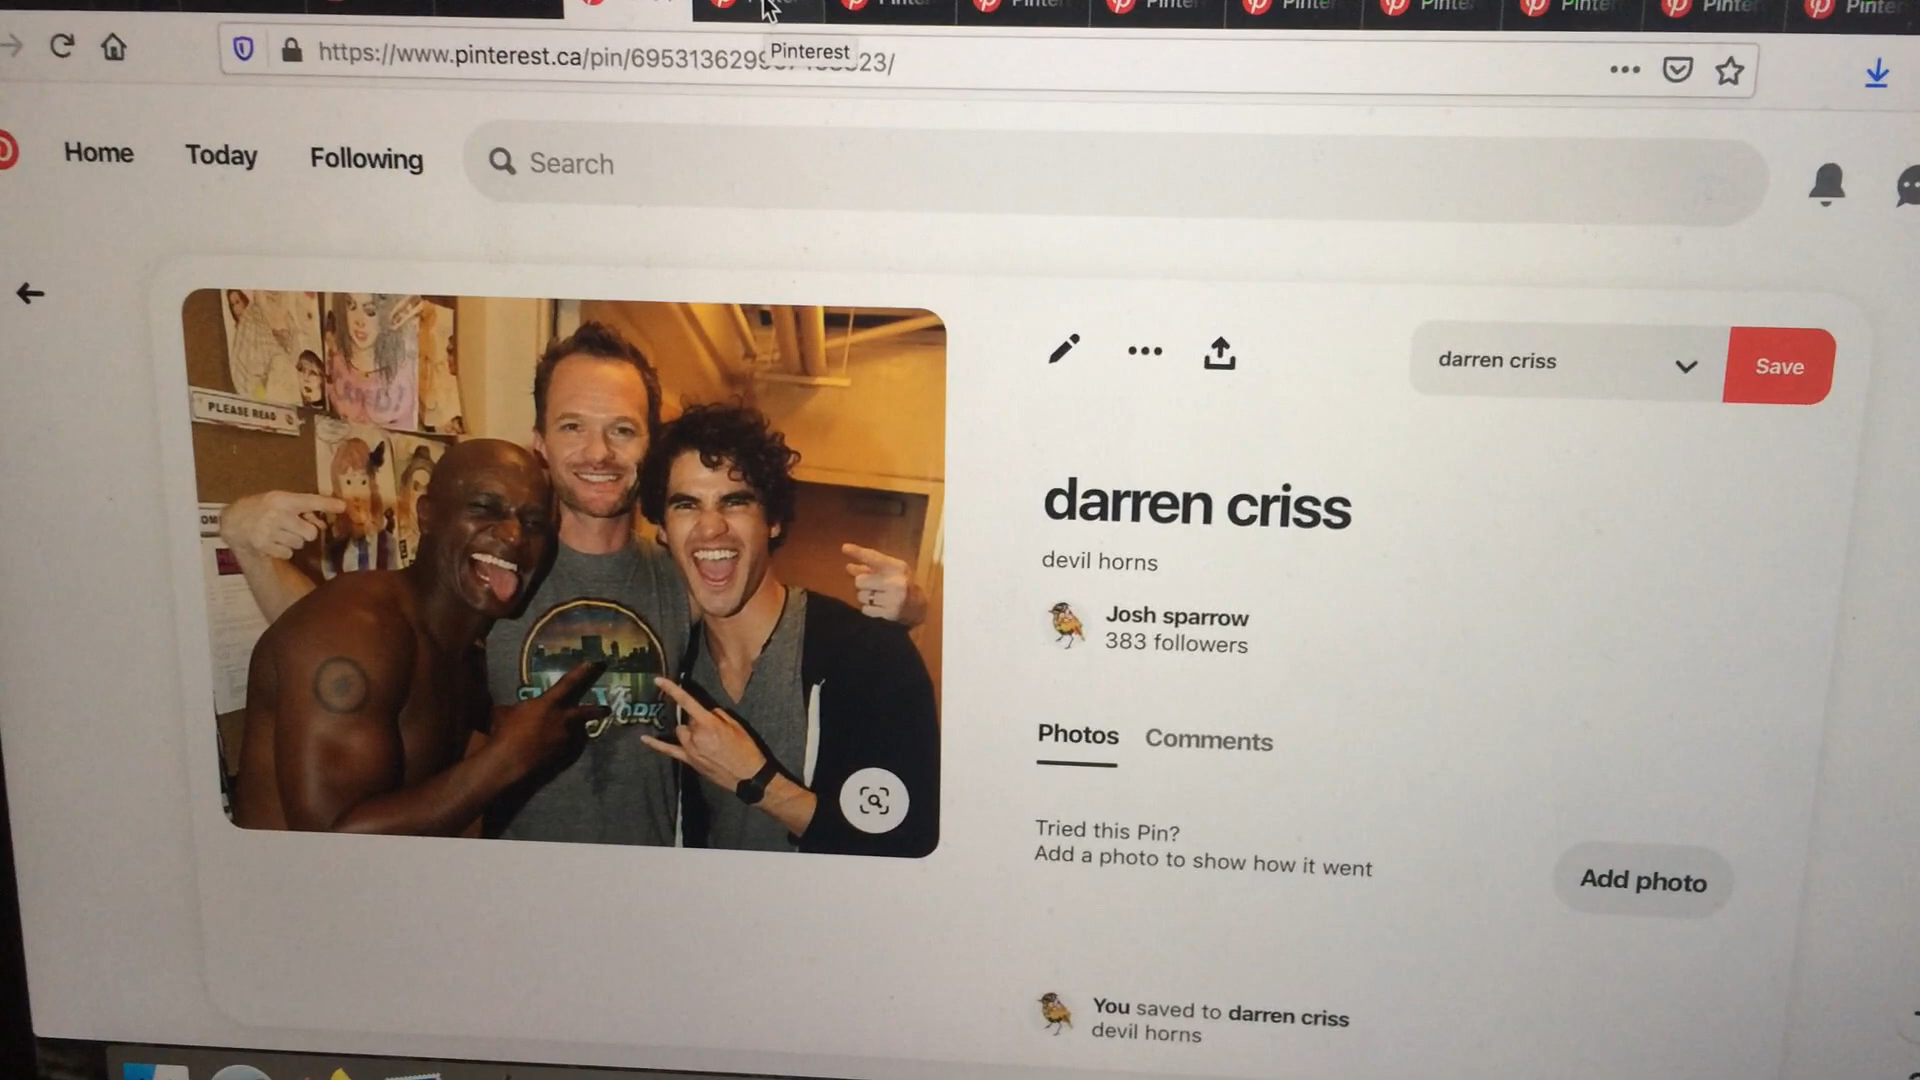 Pinterest
https://www.pinterest.ca/pin/6953136299
23/
Home
Today
Following
Search
PLEASE READ
YORK
darren criss
Save
darren criss
devil horns
Josh sparrow
383 followers
Photos
Comments
Tried this Pin?
Add a photo to show how it went
Add photo
You saved to darren criss
devil horns